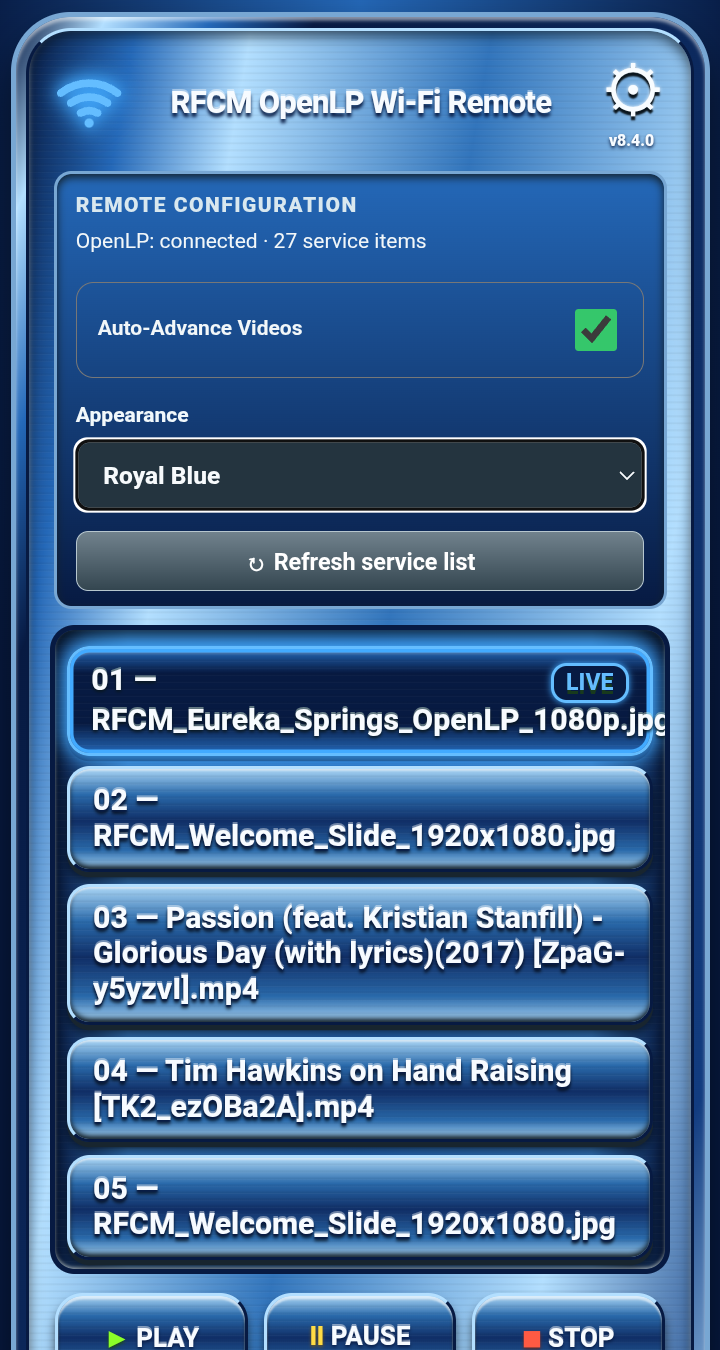 RFCM OpenLP Wi-Fi Remote
v8.4.0
REMOTE CONFIGURATION
OpenLP: connected · 27 service items
Auto-Advance Videos
Appearance
Royal Blue
↻ Refresh service list
01 —
LIVE
RFCM_Eureka_Springs_OpenLP_1080p.jpg
02 —
RFCM_Welcome_Slide_1920x1080.jpg
03 — Passion (feat. Kristian Stanfill) -
Glorious Day (with lyrics)(2017) [ZpaG-
y5yzvI].mp4
04 — Tim Hawkins on Hand Raising
[TK2_ezOBa2A].mp4
05 —
RFCM_Welcome_Slide_1920x1080.jpg
PLAY
PAUSE
STOP